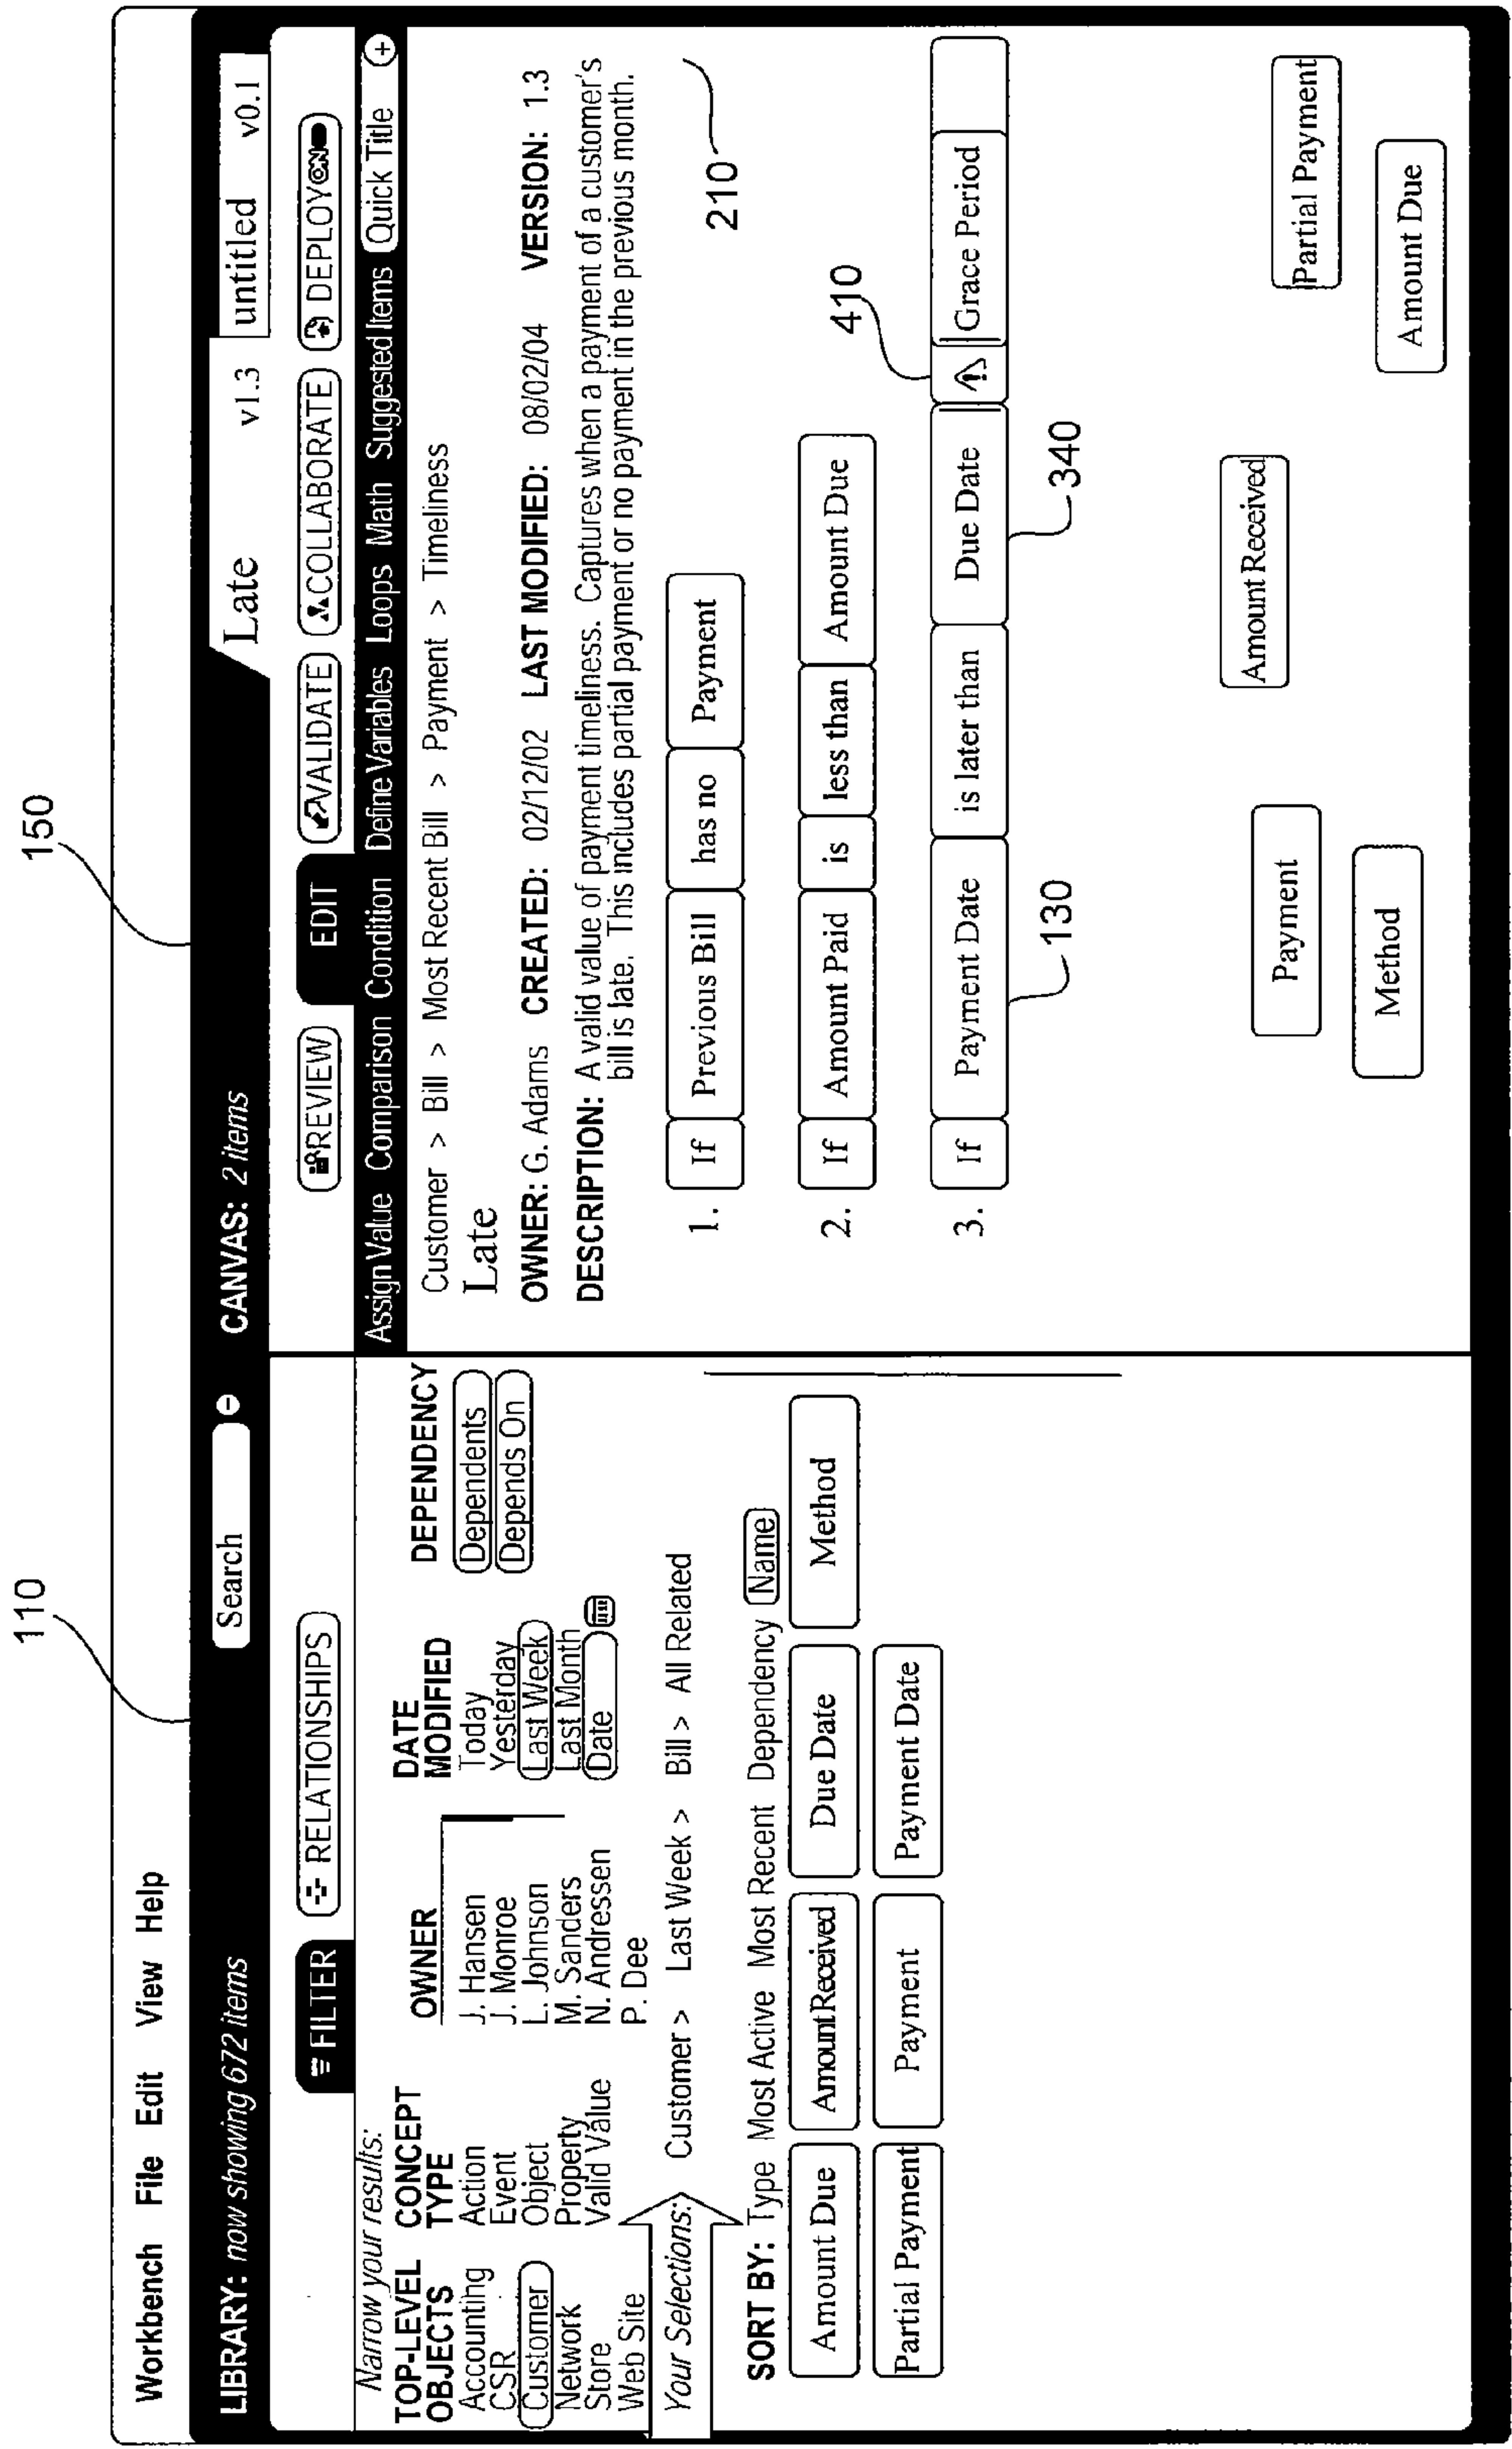 110
150
Workbench File Edit View Help
LIBRARY: now showing 672 items
Search
CANVAS: 2 items
Late v1.3
untitled v0.1
FILTER
RELATIONSHIPS
REVIEW
EDIT
VALIDATE
COLLABORATE
DEPLOY ON
Narrow your results:
TOP-LEVEL OBJECTS
Accounting
CSR
Customer
Network
Store
Web Site
CONCEPT TYPE
Action
Event
Object
Property
Valid Value
OWNER
J. Hansen
J. Monroe
L. Johnson
M. Sanders
N. Andressen
P. Dee
DATE MODIFIED
Today
Yesterday
Last Week
Last Month
Date
DEPENDENCY
Dependents
Depends On
Your Selections: Customer > Last Week > Bill > All Related
SORT BY: Type Most Active Most Recent Dependency Name
Amount Due Amount Received Due Date Method
Partial Payment Payment Payment Date
Assign Value Comparison Condition Define Variables Loops Math Suggested Items Quick Title +
Customer > Bill > Most Recent Bill > Payment > Timeliness
Late
OWNER: G. Adams CREATED: 02/12/02 LAST MODIFIED: 08/02/04 VERSION: 1.3
DESCRIPTION: A valid value of payment timeliness. Captures when a payment of a customer's
bill is late. This includes partial payment or no payment in the previous month.
210
1. If Previous Bill has no Payment
2. If Amount Paid is less than Amount Due
410
3. If Payment Date is later than Due Date ! Grace Period
130
340
Amount Received
Payment
Partial Payment
Method
Amount Due